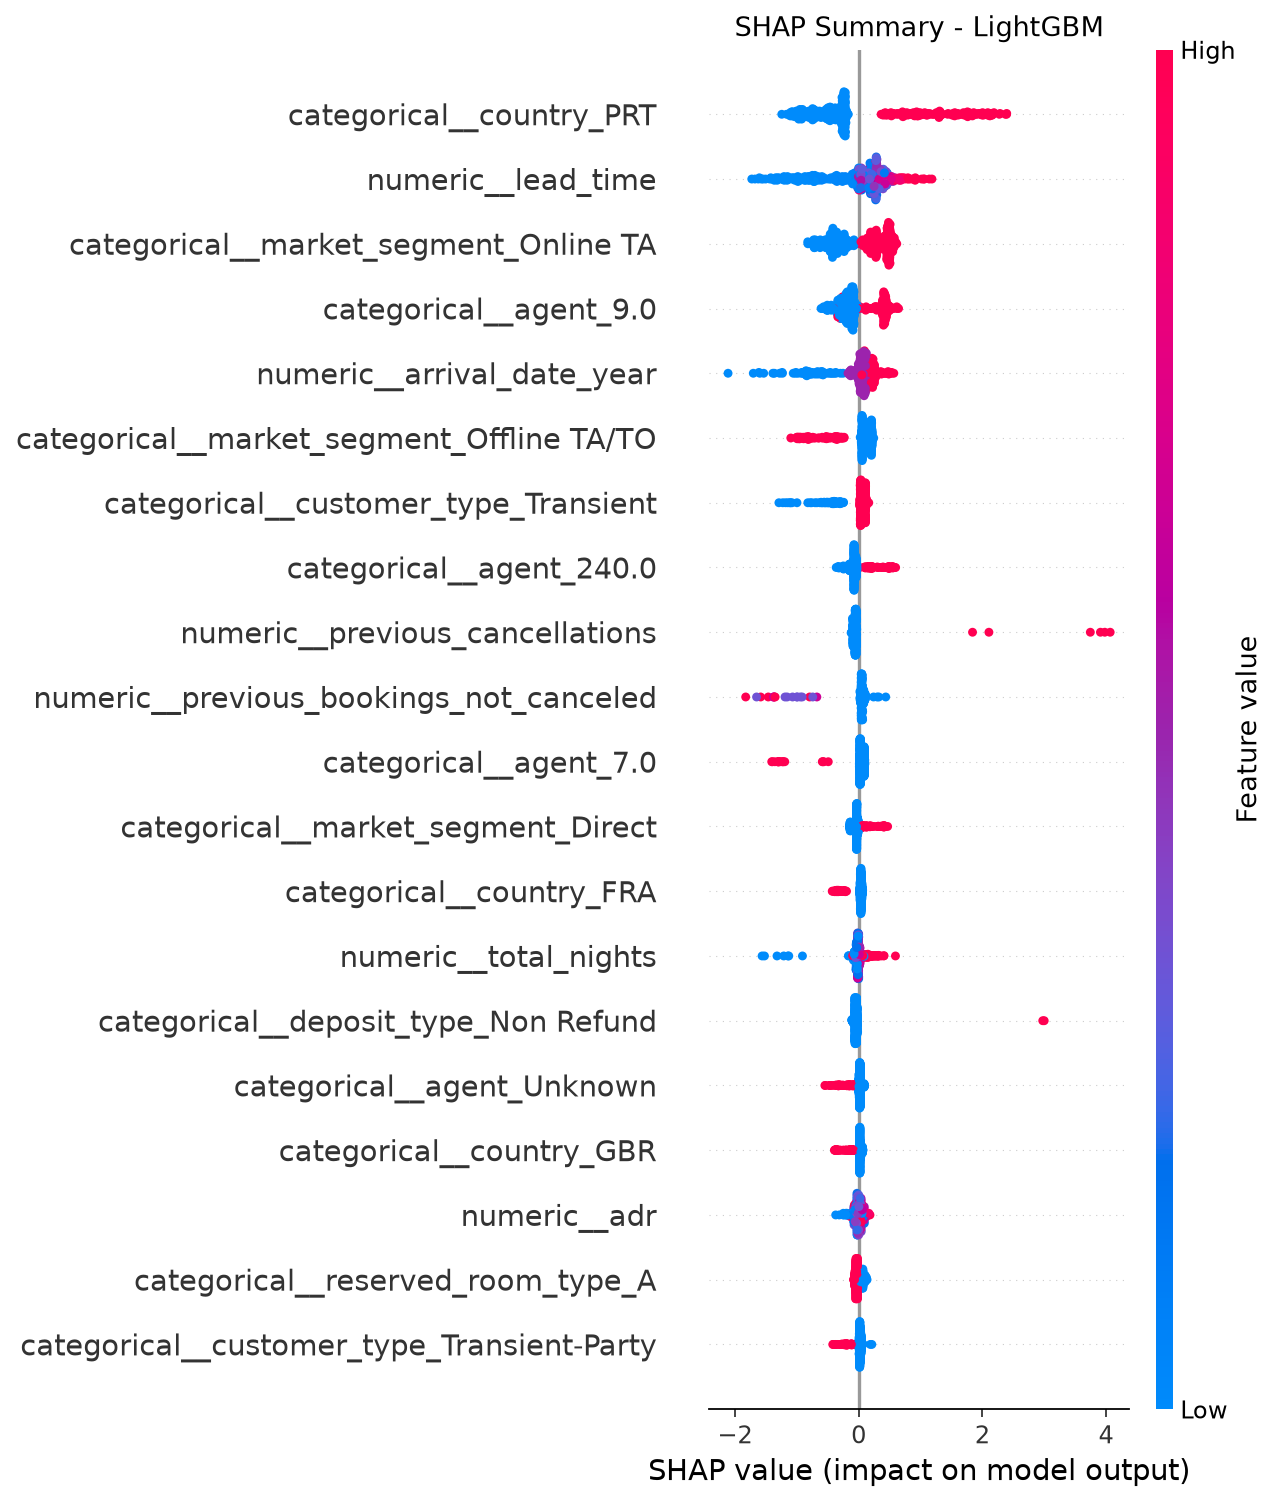 SHAP Summary - LightGBM
High
categorical__country_PRT
numeric__lead_time
categorical__market_segment_Online TA
categorical__agent_9.0
numeric__arrival_date_year
categorical__market_segment_Offline TA/TO
categorical__customer_type_Transient
categorical__agent_240.0
numeric__previous_cancellations
numeric__previous_bookings_not_canceled
categorical__agent_7.0
categorical__market_segment_Direct
categorical__country_FRA
numeric__total_nights
categorical__deposit_type_Non Refund
categorical__agent_Unknown
categorical__country_GBR
numeric__adr
categorical__reserved_room_type_A
categorical__customer_type_Transient-Party
Feature value
Low
−2 0 2 4
SHAP value (impact on model output)